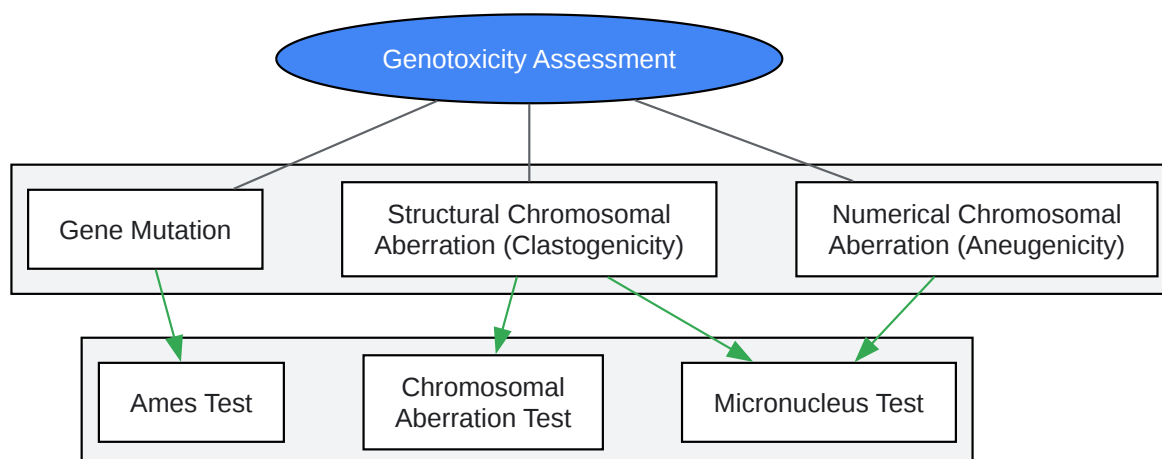 Genotoxicity Assessment
Gene Mutation
Structural Chromosomal
Aberration (Clastogenicity)
Numerical Chromosomal
Aberration (Aneugenicity)
Ames Test
Chromosomal
Aberration Test
Micronucleus Test